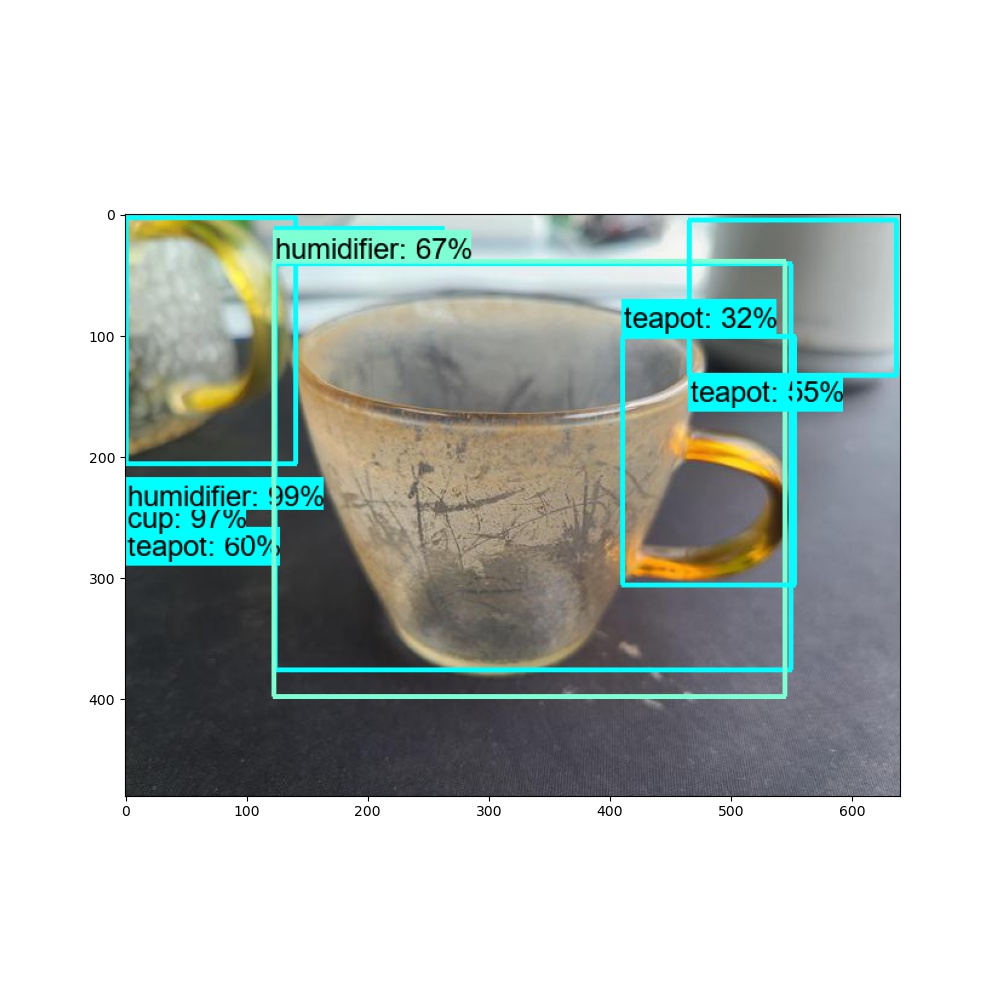 0
humidifier: 67%
teapot: 32%
100
teapot: 55%
200
humidifier: 99%
cup: 97%
teapot: 60%
300
400
0 100 200 300 400 500 600